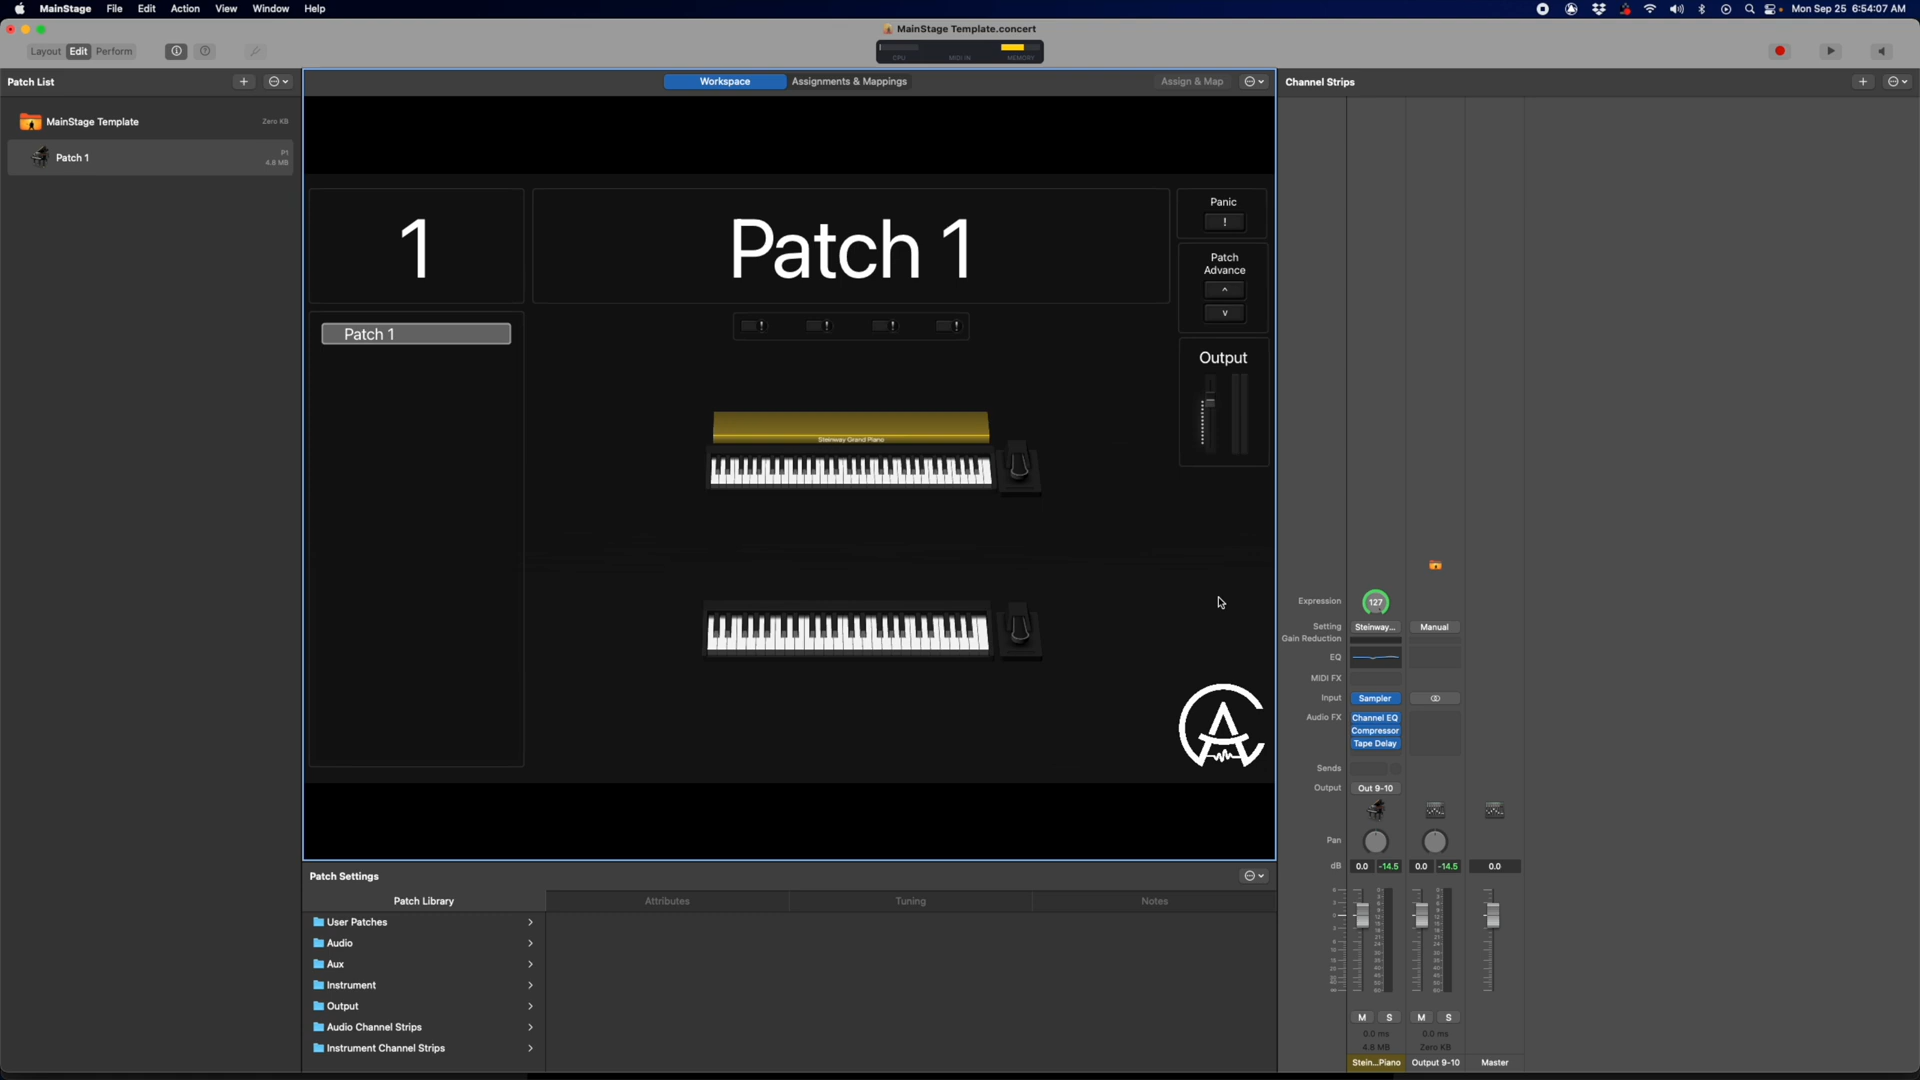 MainStage File Edit Action View Window Help
Mon Sep 25 6:54:07 AM
MainStage Template.concert
Layout Edit Perform
CPU MIDI IN MEMORY
Patch List
Workspace Assignments & Mappings
Assign & Map
Channel Strips
MainStage Template Zero KB
Patch 1 P1
4.8 MB
1
Patch 1
Panic
!
Patch
Advance
^
v
! ! ! !
Patch 1
Output
Steinway Grand Piano
Expression 127
Setting Steinway... Manual
Gain Reduction
EQ
MIDI FX
Input Sampler
Audio FX Channel EQ
Compressor
Tape Delay
Sends
Output Out 9-10
Pan
dB 0.0 -14.5 0.0 -14.5 0.0
M S M S
0.0 ms 0.0 ms
4.8 MB Zero KB
Stein...Piano Output 9-10 Master
Patch Settings
Patch Library Attributes Tuning Notes
User Patches
Audio
Aux
Instrument
Output
Audio Channel Strips
Instrument Channel Strips